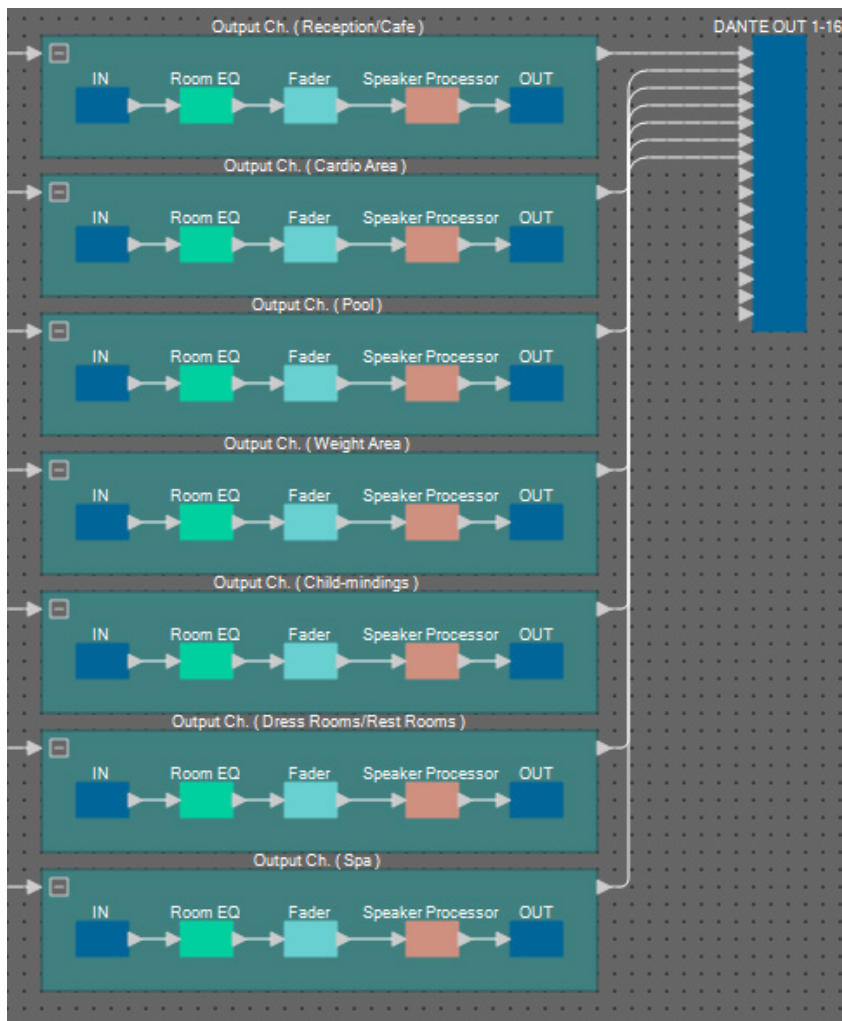 Output Ch. ( Reception/Cafe )
DANTE OUT 1-16
IN Room EQ Fader Speaker Processor OUT
Output Ch. ( Cardio Area )
IN Room EQ Fader Speaker Processor OUT
Output Ch. ( Pool )
IN Room EQ Fader Speaker Processor OUT
Output Ch. ( Weight Area )
IN Room EQ Fader Speaker Processor OUT
Output Ch. ( Child-mindings )
IN Room EQ Fader Speaker Processor OUT
Output Ch. ( Dress Rooms/Rest Rooms )
IN Room EQ Fader Speaker Processor OUT
Output Ch. ( Spa )
IN Room EQ Fader Speaker Processor OUT